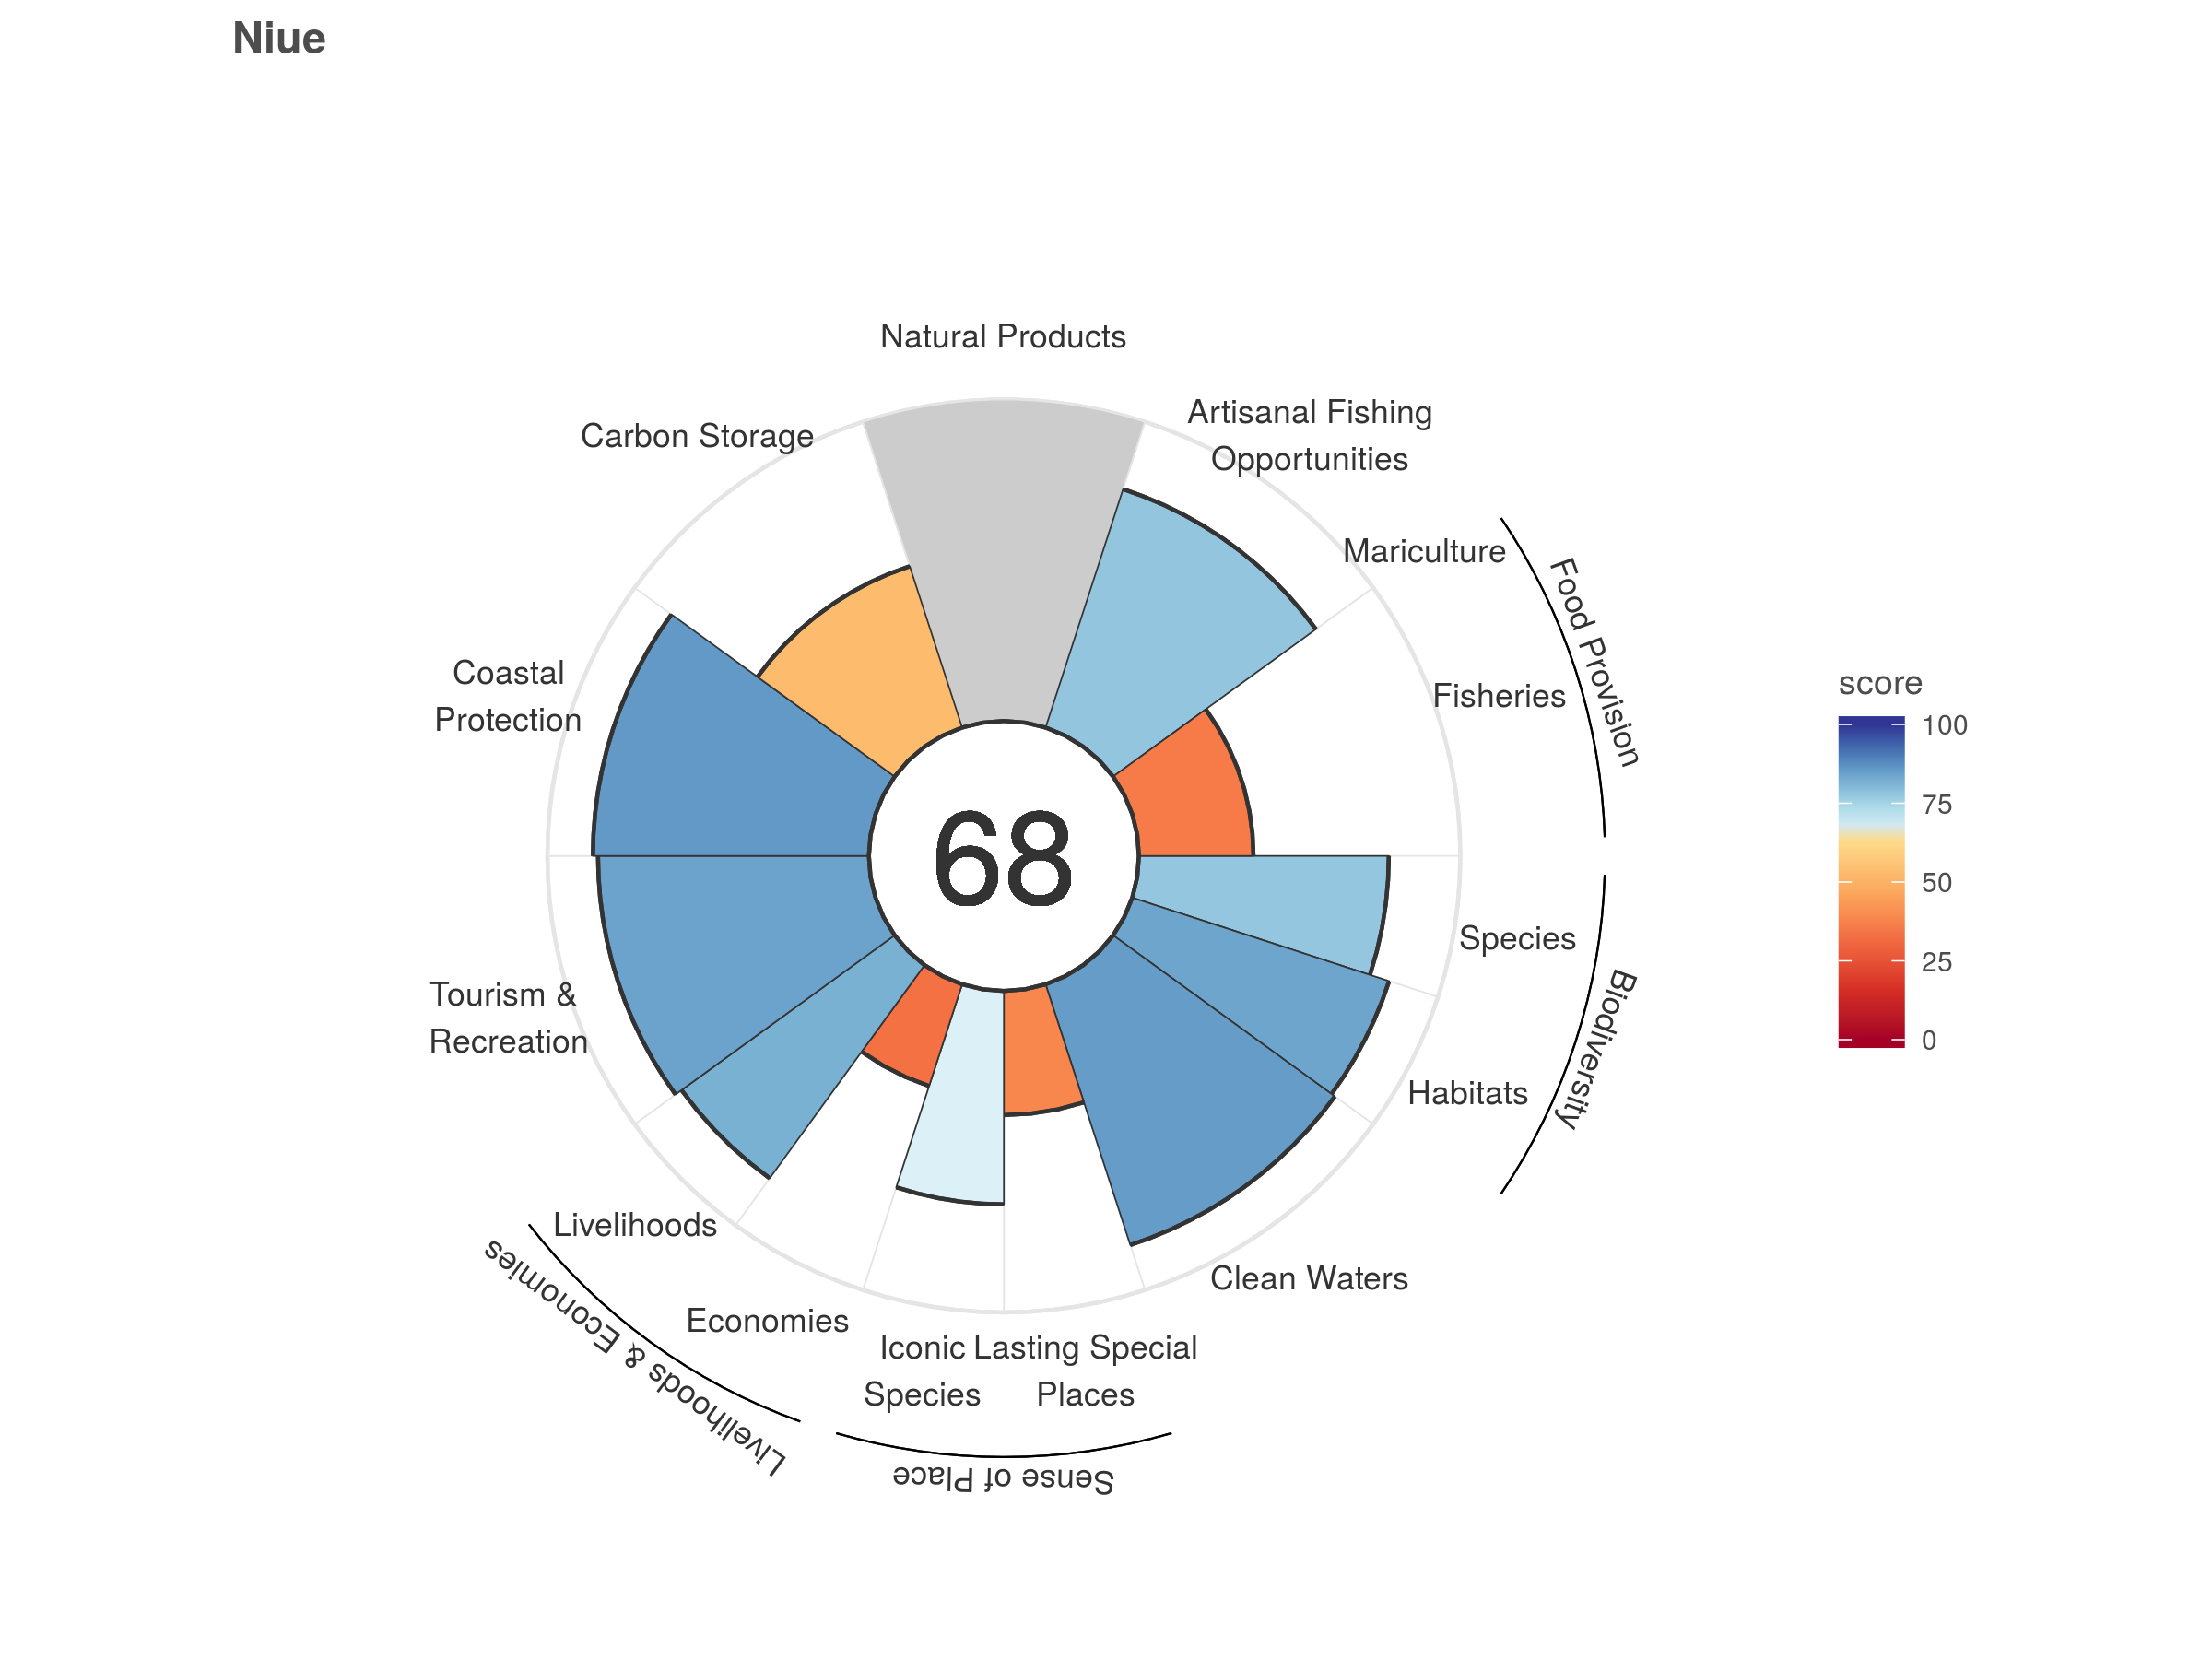 Niue
Natural Products
Carbon Storage
Artisanal Fishing
Opportunities
Mariculture
Food Provision
Fisheries
Coastal
Protection
68
score
100
75
50
25
0
Species
Biodiversity
Habitats
Tourism &
Recreation
Livelihoods
Livelihoods & Economies
Economies
Clean Waters
Iconic
Species
Lasting Special
Places
Sense of Place